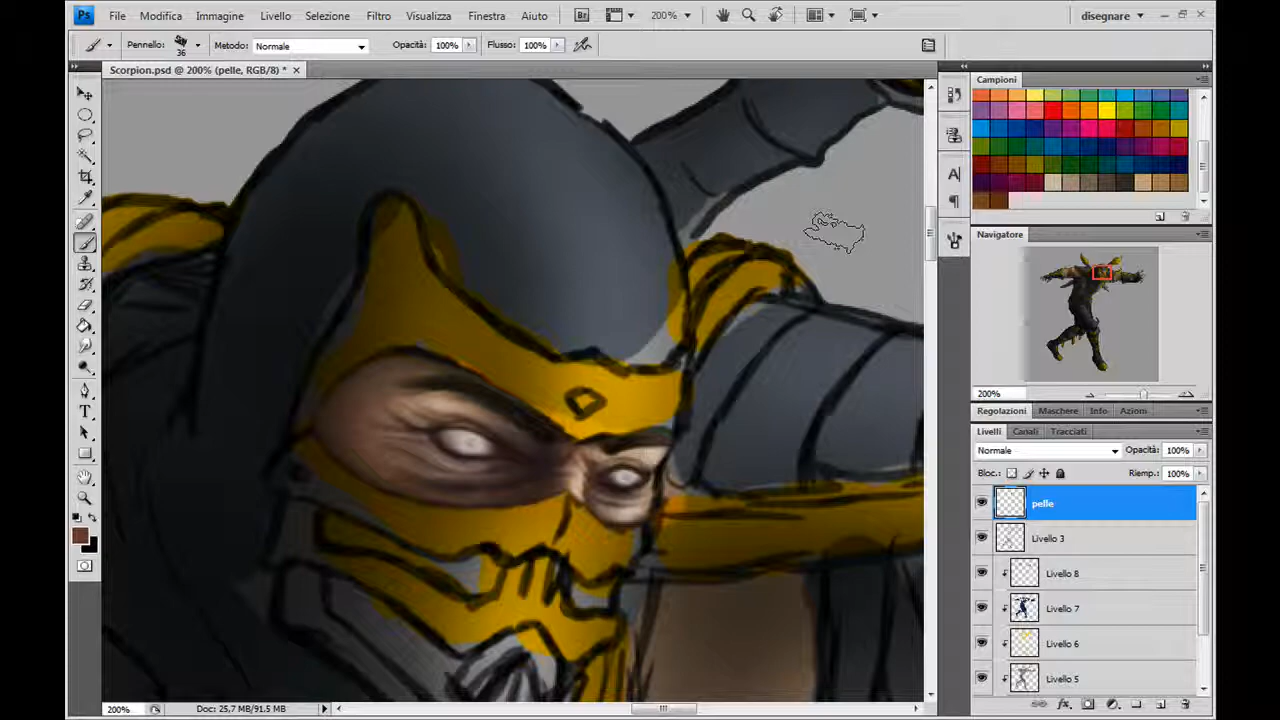 Ps File Modifica Immagine Livello Selezione Filtro Visualizza Finestra Aiuto Br 200% disegnare
Pennello: 36 Metodo: Normale Opacità: 100% Flusso: 100%
Scorpion.psd @ 200% (pelle, RGB/8) *
Campioni
Navigatore
200%
Regolazioni Maschere Info Azioni
Livelli Canali Tracciati
Normale Opacità: 100%
Bloc.: Riemp.: 100%
pelle
Livello 3
Livello 8
Livello 7
Livello 6
Livello 5
200% Doc: 25,7 MB/91,5 MB